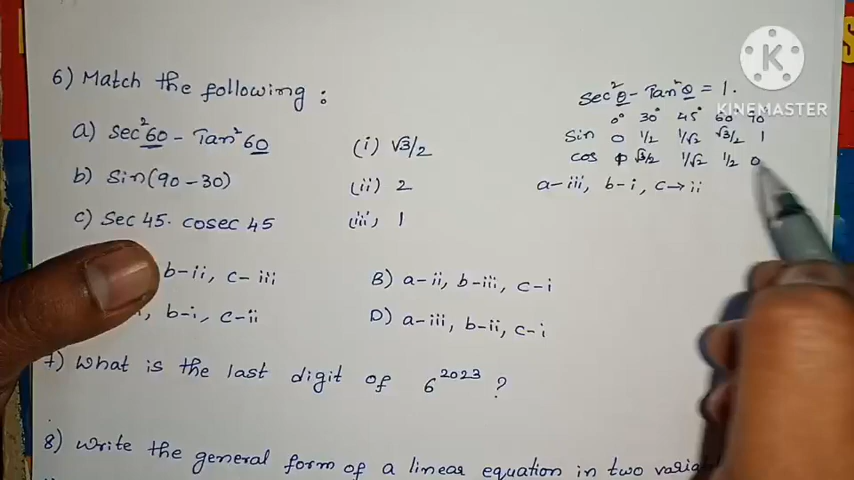 6) Match the following :
a) sec²60 - Tan²60 (i) √3/2
b) Sin(90-30) (ii) 2
c) Sec 45. cosec 45 (iii) 1
b-ii, c-iii B) a-ii, b-iii, c-i
b-i, c-ii D) a-iii, b-ii, c-i
7) What is the last digit of 6²⁰²³ ?
8) write the general form of a linear equation in two
sec²θ - Tan²θ = 1.
0° 30° 45° 60° 90°
Sin 0 1/2 1/√2 √3/2 1
cos √3/2 1/√2 1/2 0
a-iii, b-i, c→ii
KINEMASTER